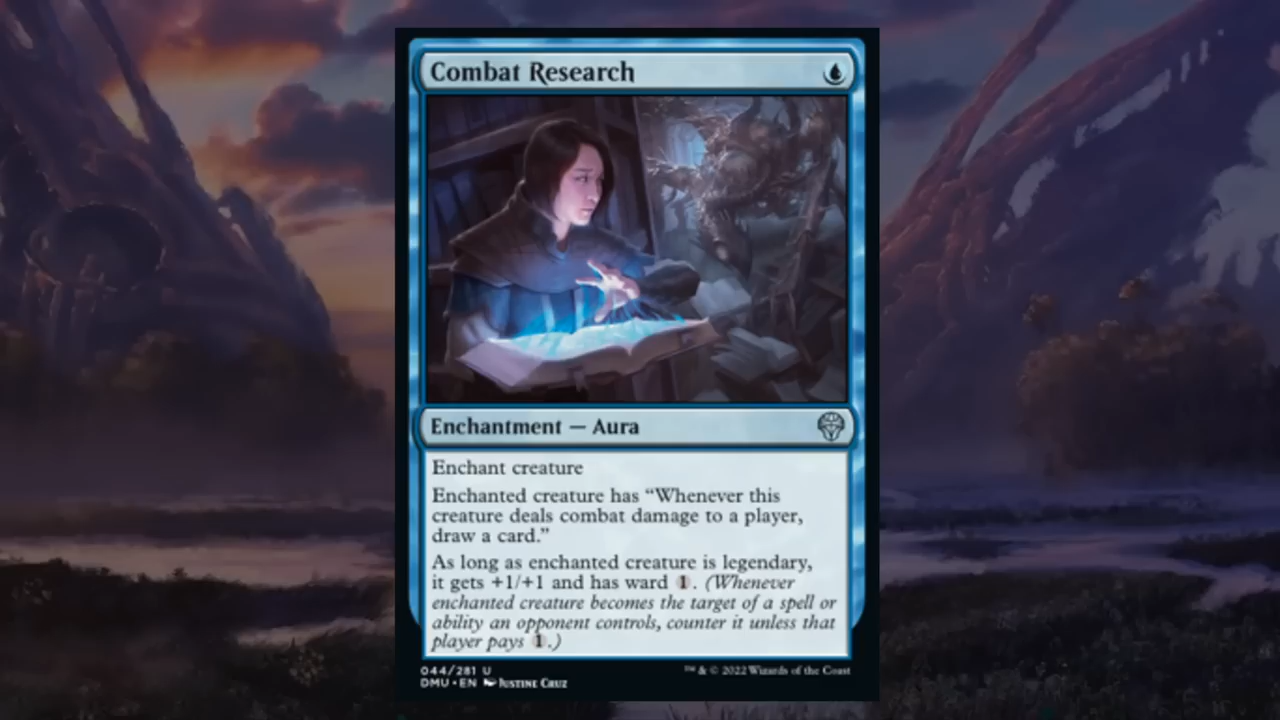 Combat Research
Enchantment — Aura
Enchant creature
Enchanted creature has “Whenever this
creature deals combat damage to a player,
draw a card.”
As long as enchanted creature is legendary,
it gets +1/+1 and has ward 1. (Whenever
enchanted creature becomes the target of a spell or
ability an opponent controls, counter it unless that
player pays 1.)
044/281 U
DMU • EN Justine Cruz
™ & © 2022 Wizards of the Coast